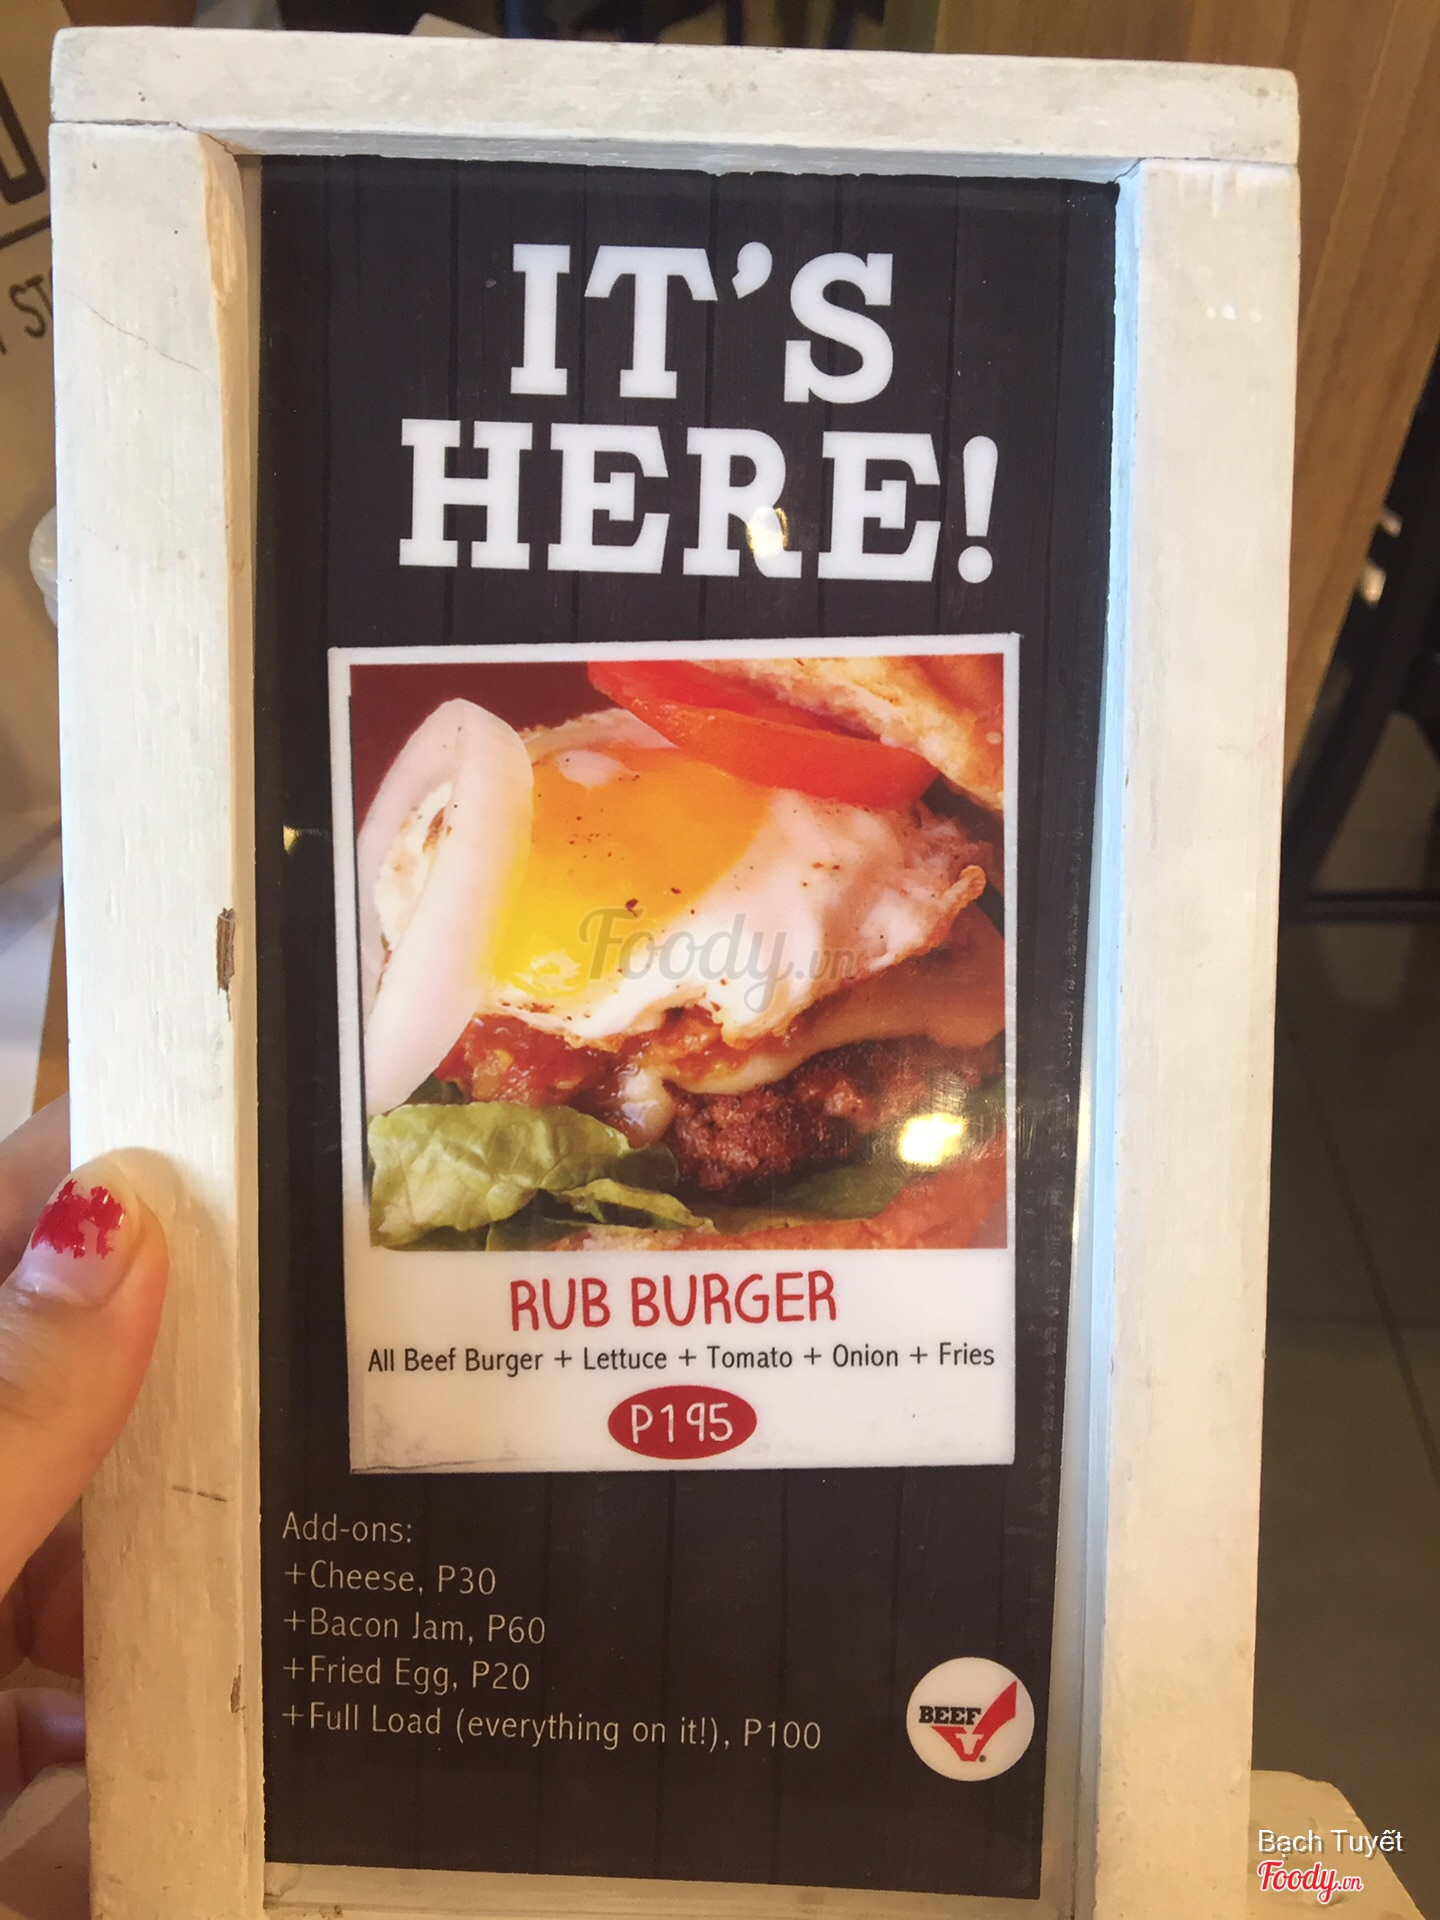 IT'S
HERE!
Foody.vn
RUB BURGER
All Beef Burger + Lettuce + Tomato + Onion + Fries
P195
Add-ons:
+Cheese, P30
+Bacon Jam, P60
+Fried Egg, P20
+Full Load (everything on it!), P100
BEEF
Bạch Tuyết
Foody.vn